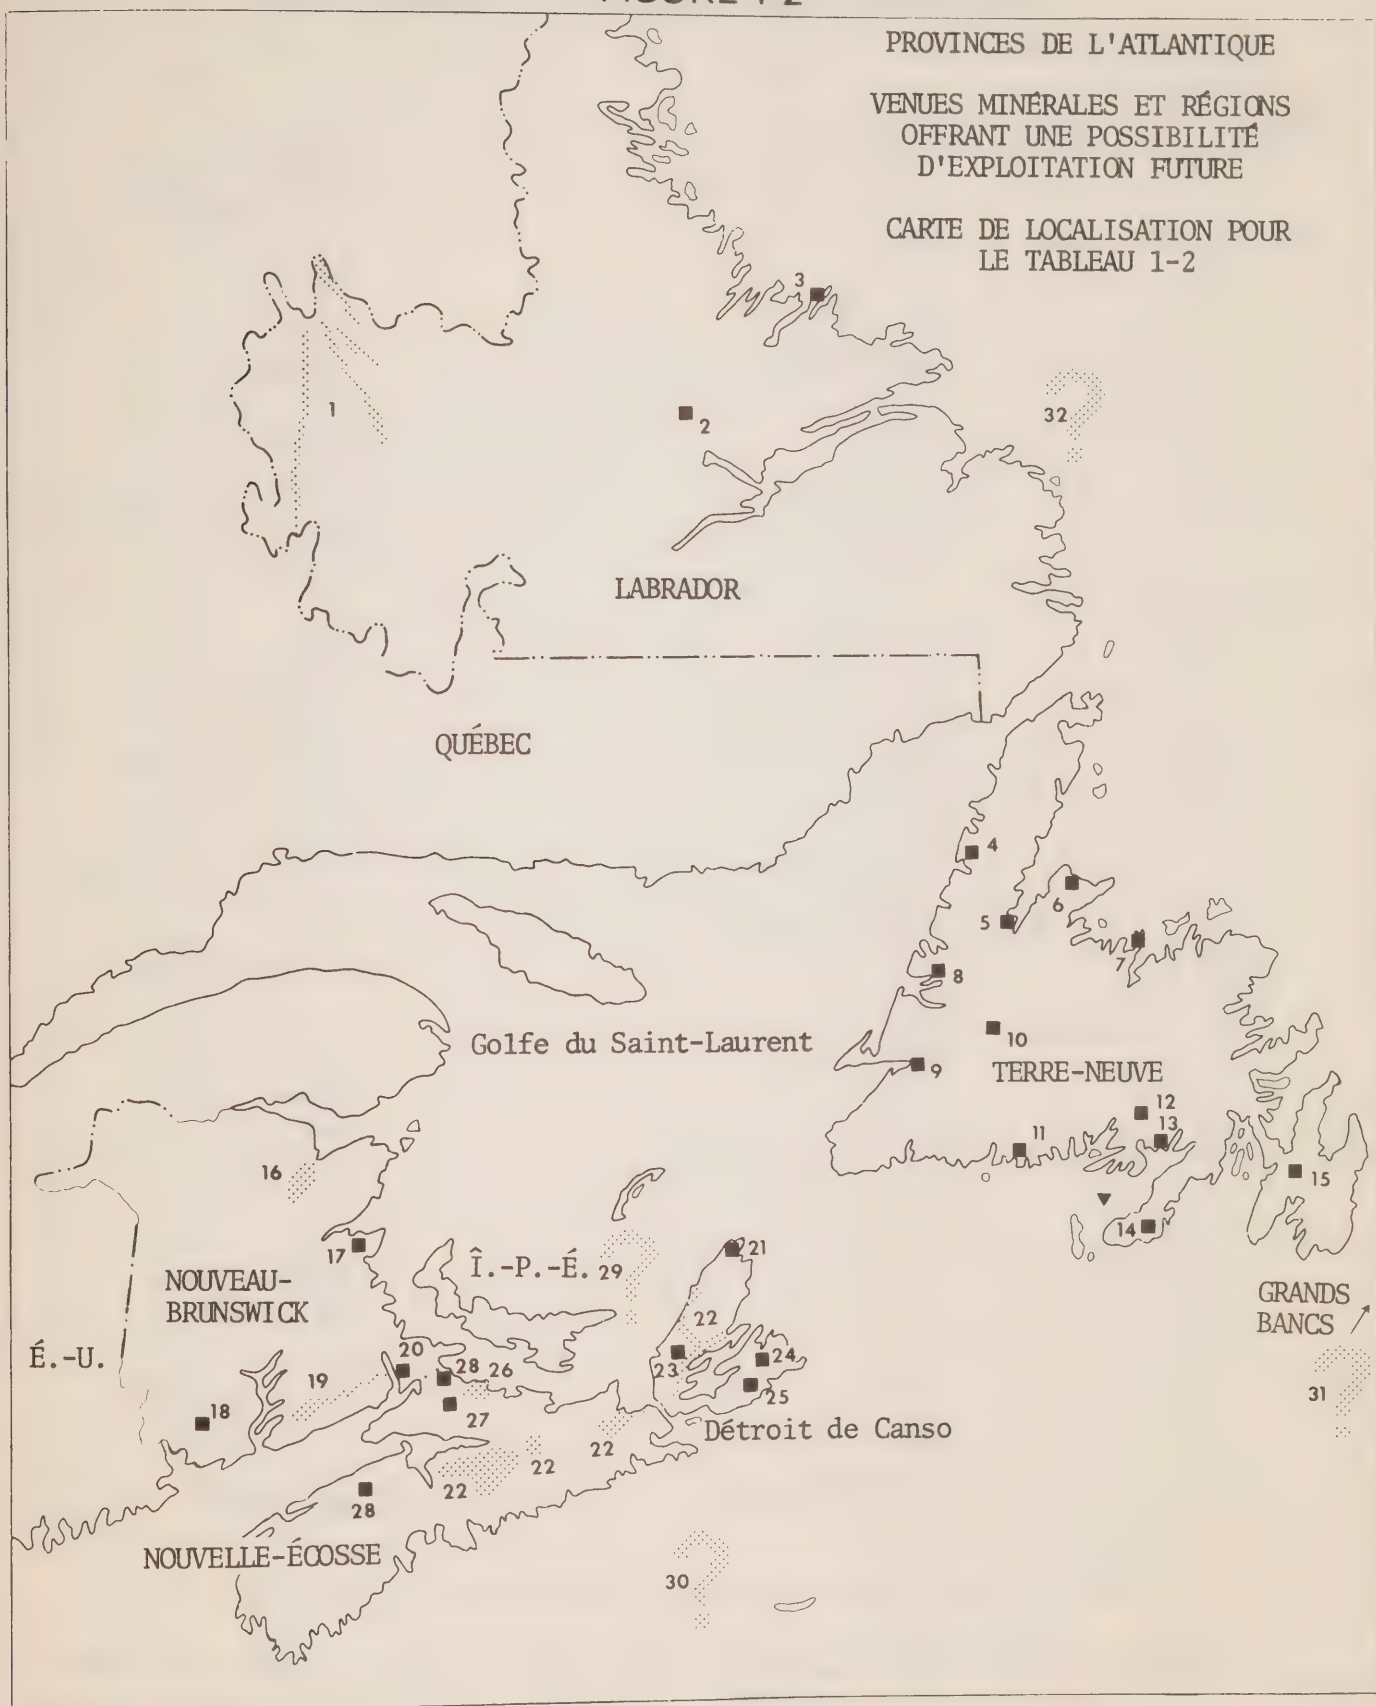 PROVINCES DE L'ATLANTIQUE
VENUES MINÉRALES ET RÉGIONS
OFFRANT UNE POSSIBILITÉ
D'EXPLOITATION FUTURE
CARTE DE LOCALISATION POUR
LE TABLEAU 1-2
3
1
2
32
LABRADOR
QUÉBEC
4
6
5
7
8
10
Golfe du Saint-Laurent
9
TERRE-NEUVE
12
13
11
16
15
14
17
21
Î.-P.-É.
29
NOUVEAU-
BRUNSWICK
GRANDS
BANCS
22
É.-U.
20
28
26
23
24
19
25
31
18
27
Détroit de Canso
22
22
22
28
NOUVELLE-ÉCOSSE
30